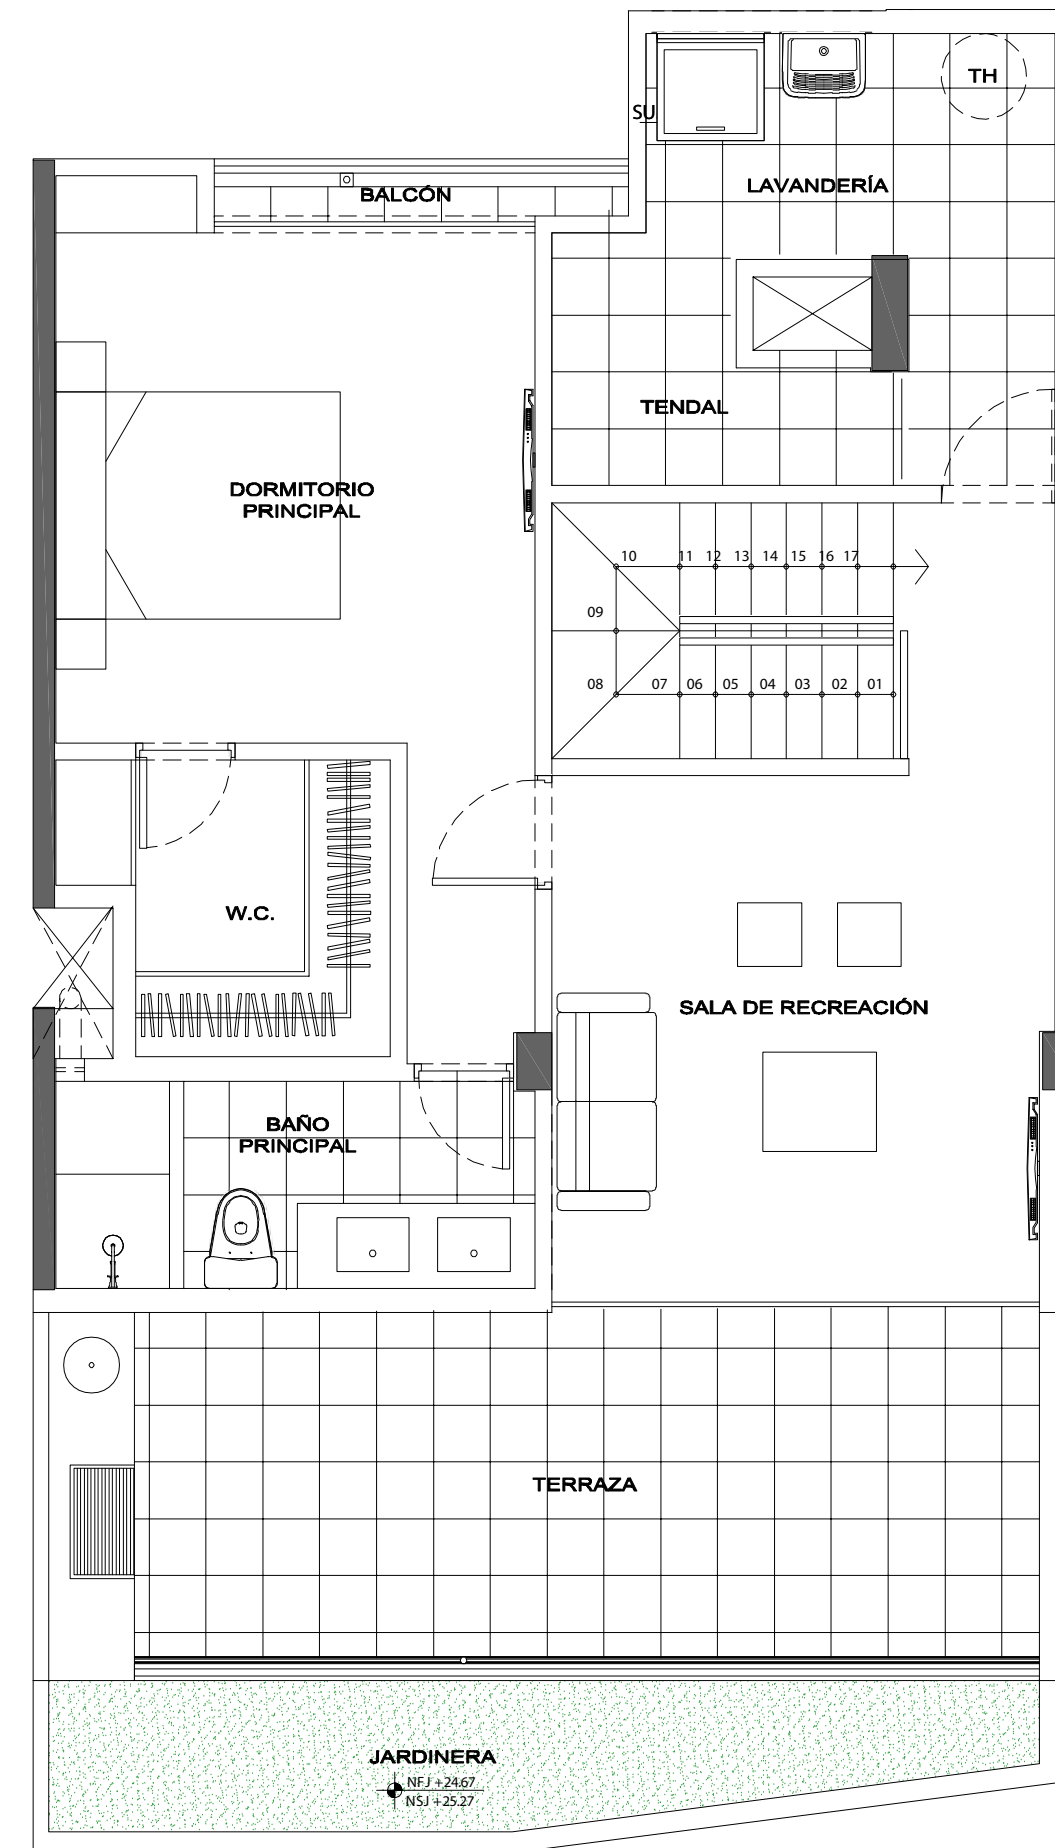 TH
SU
LAVANDERÍA
BALCÓN
TENDAL
DORMITORIO
PRINCIPAL
10 11 12 13 14 15 16 17
09
08 07 06 05 04 03 02 01
W.C.
SALA DE RECREACIÓN
BAÑO
PRINCIPAL
TERRAZA
JARDINERA
NFJ +24.67
NSJ +25.27